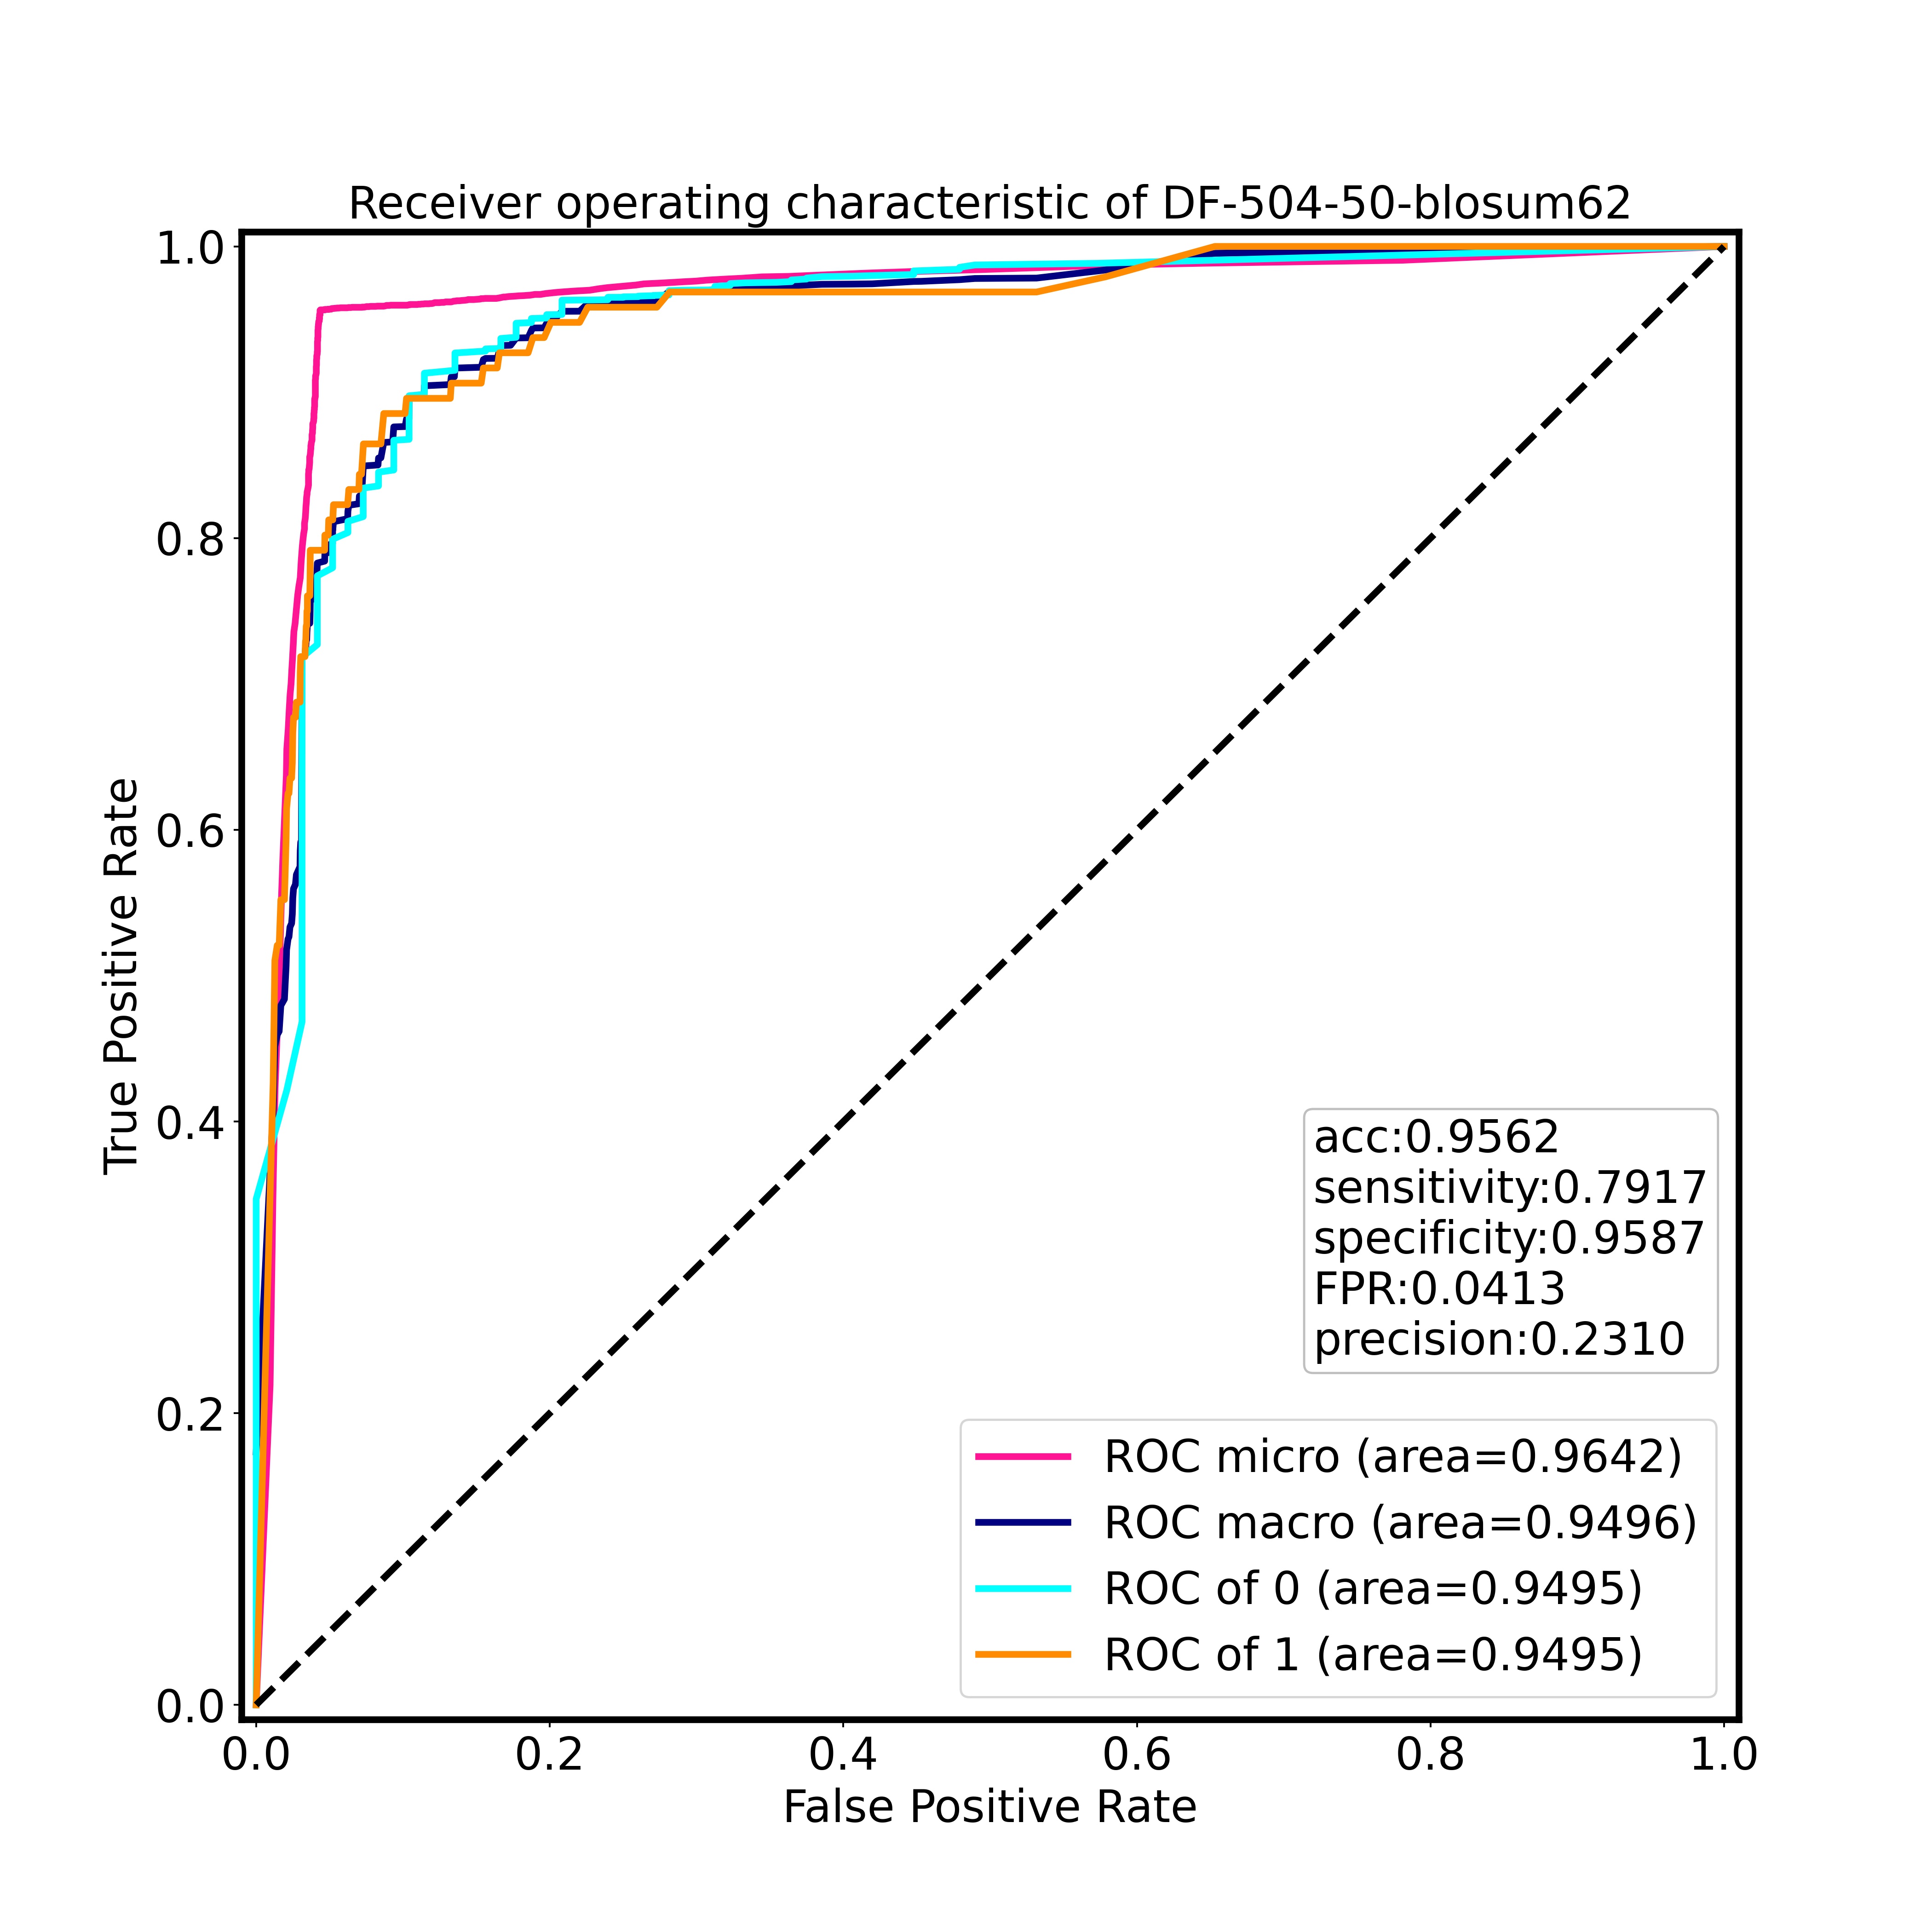 Receiver operating characteristic of DF-504-50-blosum62
1.0
0.8
0.6
0.4
0.2
0.0
True Positive Rate
acc:0.9562
sensitivity:0.7917
specificity:0.9587
FPR:0.0413
precision:0.2310
ROC micro (area=0.9642)
ROC macro (area=0.9496)
ROC of 0 (area=0.9495)
ROC of 1 (area=0.9495)
0.0 0.2 0.4 0.6 0.8 1.0
False Positive Rate